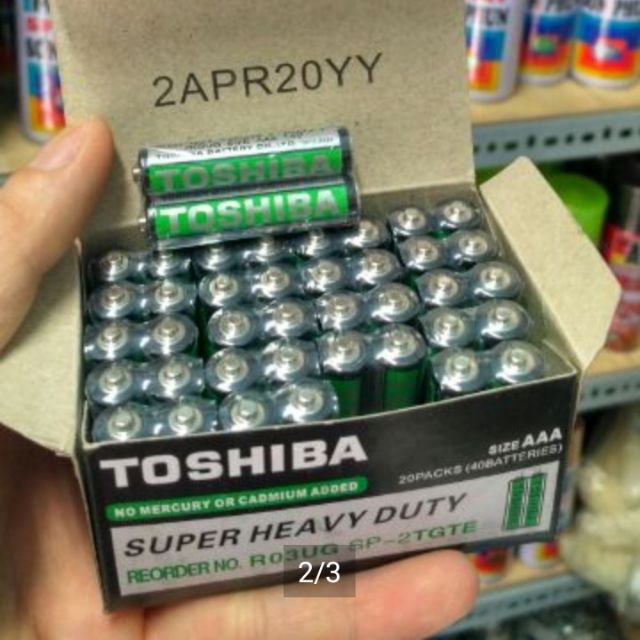 2APR20YY
TOSHIBA
TOSHIBA
TOSHIBA
SIZE AAA
20PACKS (40BATTERIES)
NO MERCURY OR CADMIUM ADDED
SUPER HEAVY DUTY
REORDER NO. R03UG SP-2TGTE
2/3